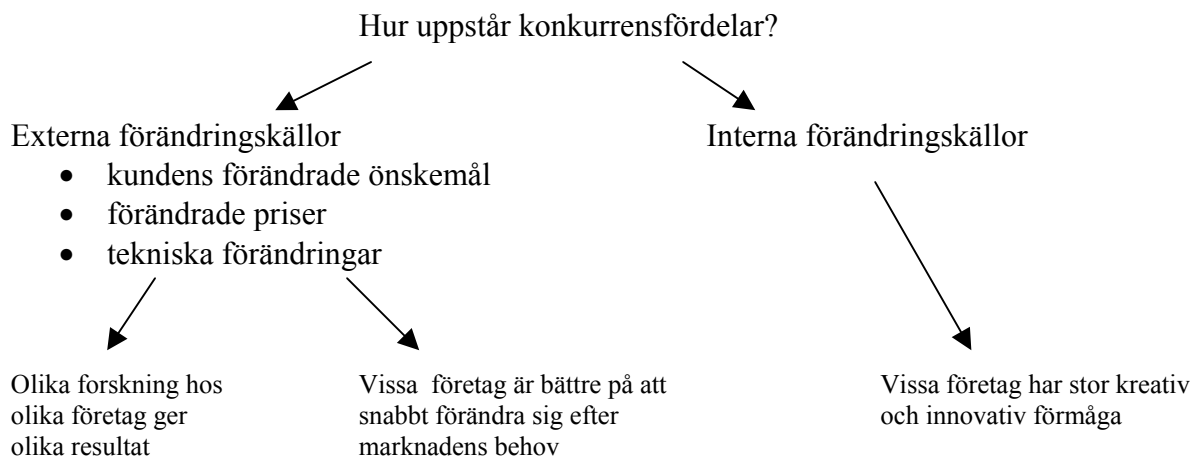 Hur uppstår konkurrensfördelar?
Externa förändringskällor
• kundens förändrade önskemål
• förändrade priser
• tekniska förändringar
Interna förändringskällor
Olika forskning hos
olika företag ger
olika resultat
Vissa företag är bättre på att
snabbt förändra sig efter
marknadens behov
Vissa företag har stor kreativ
och innovativ förmåga